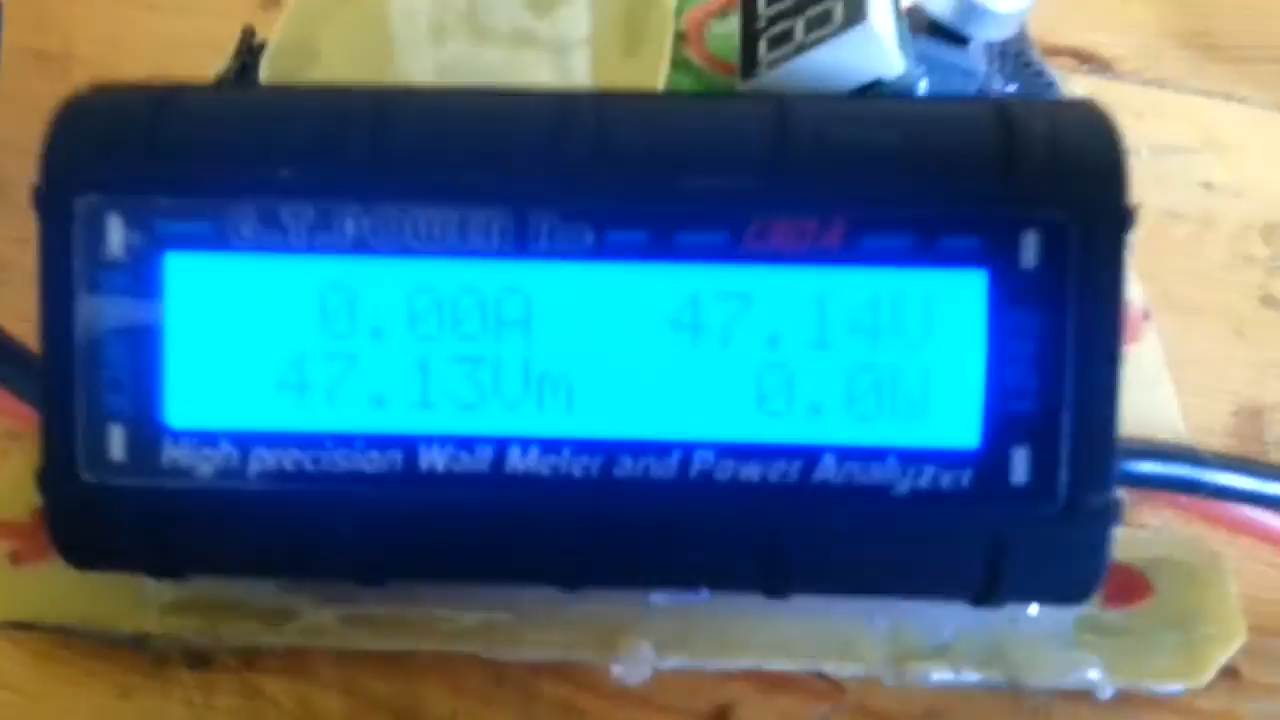 0.00A 47.14V
47.13Vm 0.0W
High precision Watt Meter and Power Analyzer